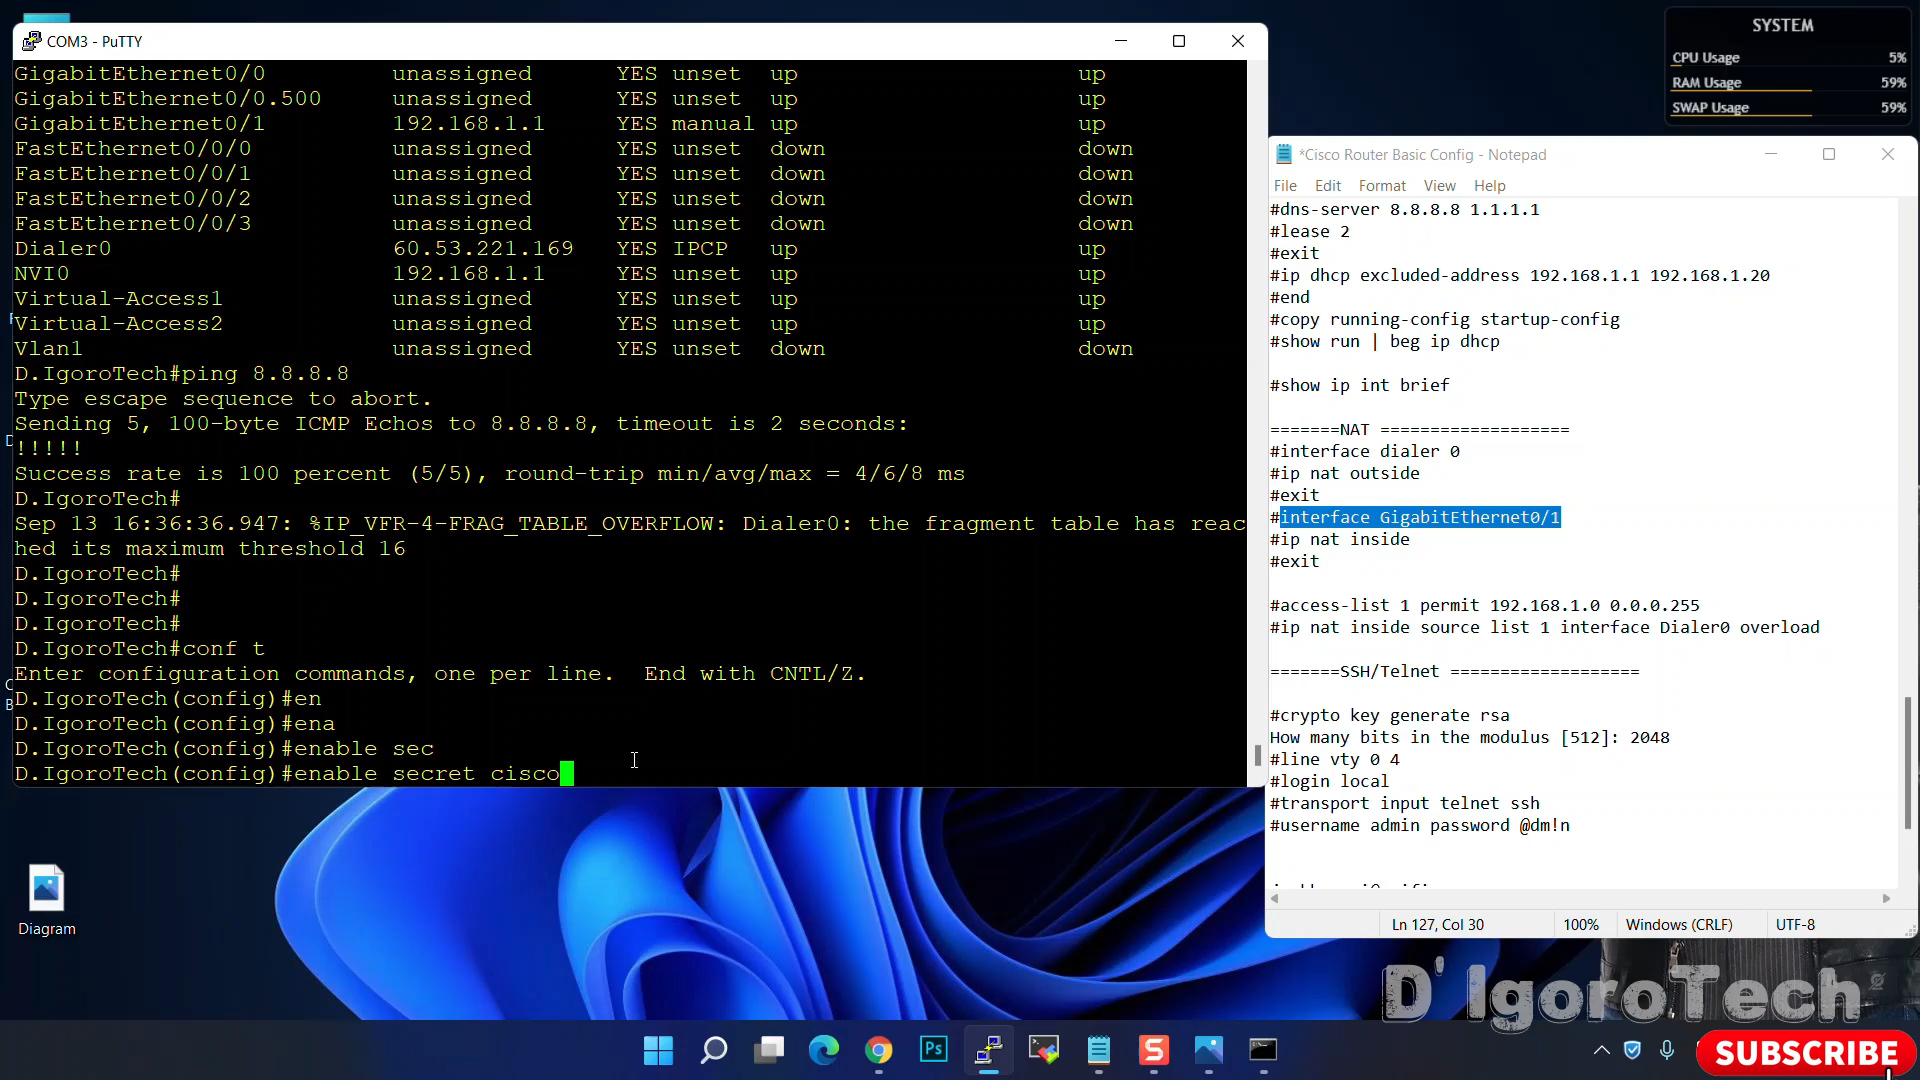 COM3 - PuTTY
GigabitEthernet0/0 unassigned YES unset up up
GigabitEthernet0/0.500 unassigned YES unset up up
GigabitEthernet0/1 192.168.1.1 YES manual up up
FastEthernet0/0/0 unassigned YES unset down down
FastEthernet0/0/1 unassigned YES unset down down
FastEthernet0/0/2 unassigned YES unset down down
FastEthernet0/0/3 unassigned YES unset down down
Dialer0 60.53.221.169 YES IPCP up up
NVI0 192.168.1.1 YES unset up up
Virtual-Access1 unassigned YES unset up up
Virtual-Access2 unassigned YES unset up up
Vlan1 unassigned YES unset down down
D.IgoroTech#ping 8.8.8.8
Type escape sequence to abort.
Sending 5, 100-byte ICMP Echos to 8.8.8.8, timeout is 2 seconds:
!!!!!
Success rate is 100 percent (5/5), round-trip min/avg/max = 4/6/8 ms
D.IgoroTech#
Sep 13 16:36:36.947: %IP_VFR-4-FRAG_TABLE_OVERFLOW: Dialer0: the fragment table has reac
hed its maximum threshold 16
D.IgoroTech#
D.IgoroTech#
D.IgoroTech#
D.IgoroTech#conf t
Enter configuration commands, one per line.  End with CNTL/Z.
D.IgoroTech(config)#en
D.IgoroTech(config)#ena
D.IgoroTech(config)#enable sec
D.IgoroTech(config)#enable secret cisco
SYSTEM
CPU Usage 5%
RAM Usage 59%
SWAP Usage 59%
*Cisco Router Basic Config - Notepad
File Edit Format View Help
#dns-server 8.8.8.8 1.1.1.1
#lease 2
#exit
#ip dhcp excluded-address 192.168.1.1 192.168.1.20
#end
#copy running-config startup-config
#show run | beg ip dhcp
#show ip int brief
=======NAT ===================
#interface dialer 0
#ip nat outside
#exit
#interface GigabitEthernet0/1
#ip nat inside
#exit
#access-list 1 permit 192.168.1.0 0.0.0.255
#ip nat inside source list 1 interface Dialer0 overload
=======SSH/Telnet ===================
#crypto key generate rsa
How many bits in the modulus [512]: 2048
#line vty 0 4
#login local
#transport input telnet ssh
#username admin password @dm!n
Ln 127, Col 30 100% Windows (CRLF) UTF-8
Diagram
D'IgoroTech
Ps
S
SUBSCRIBE